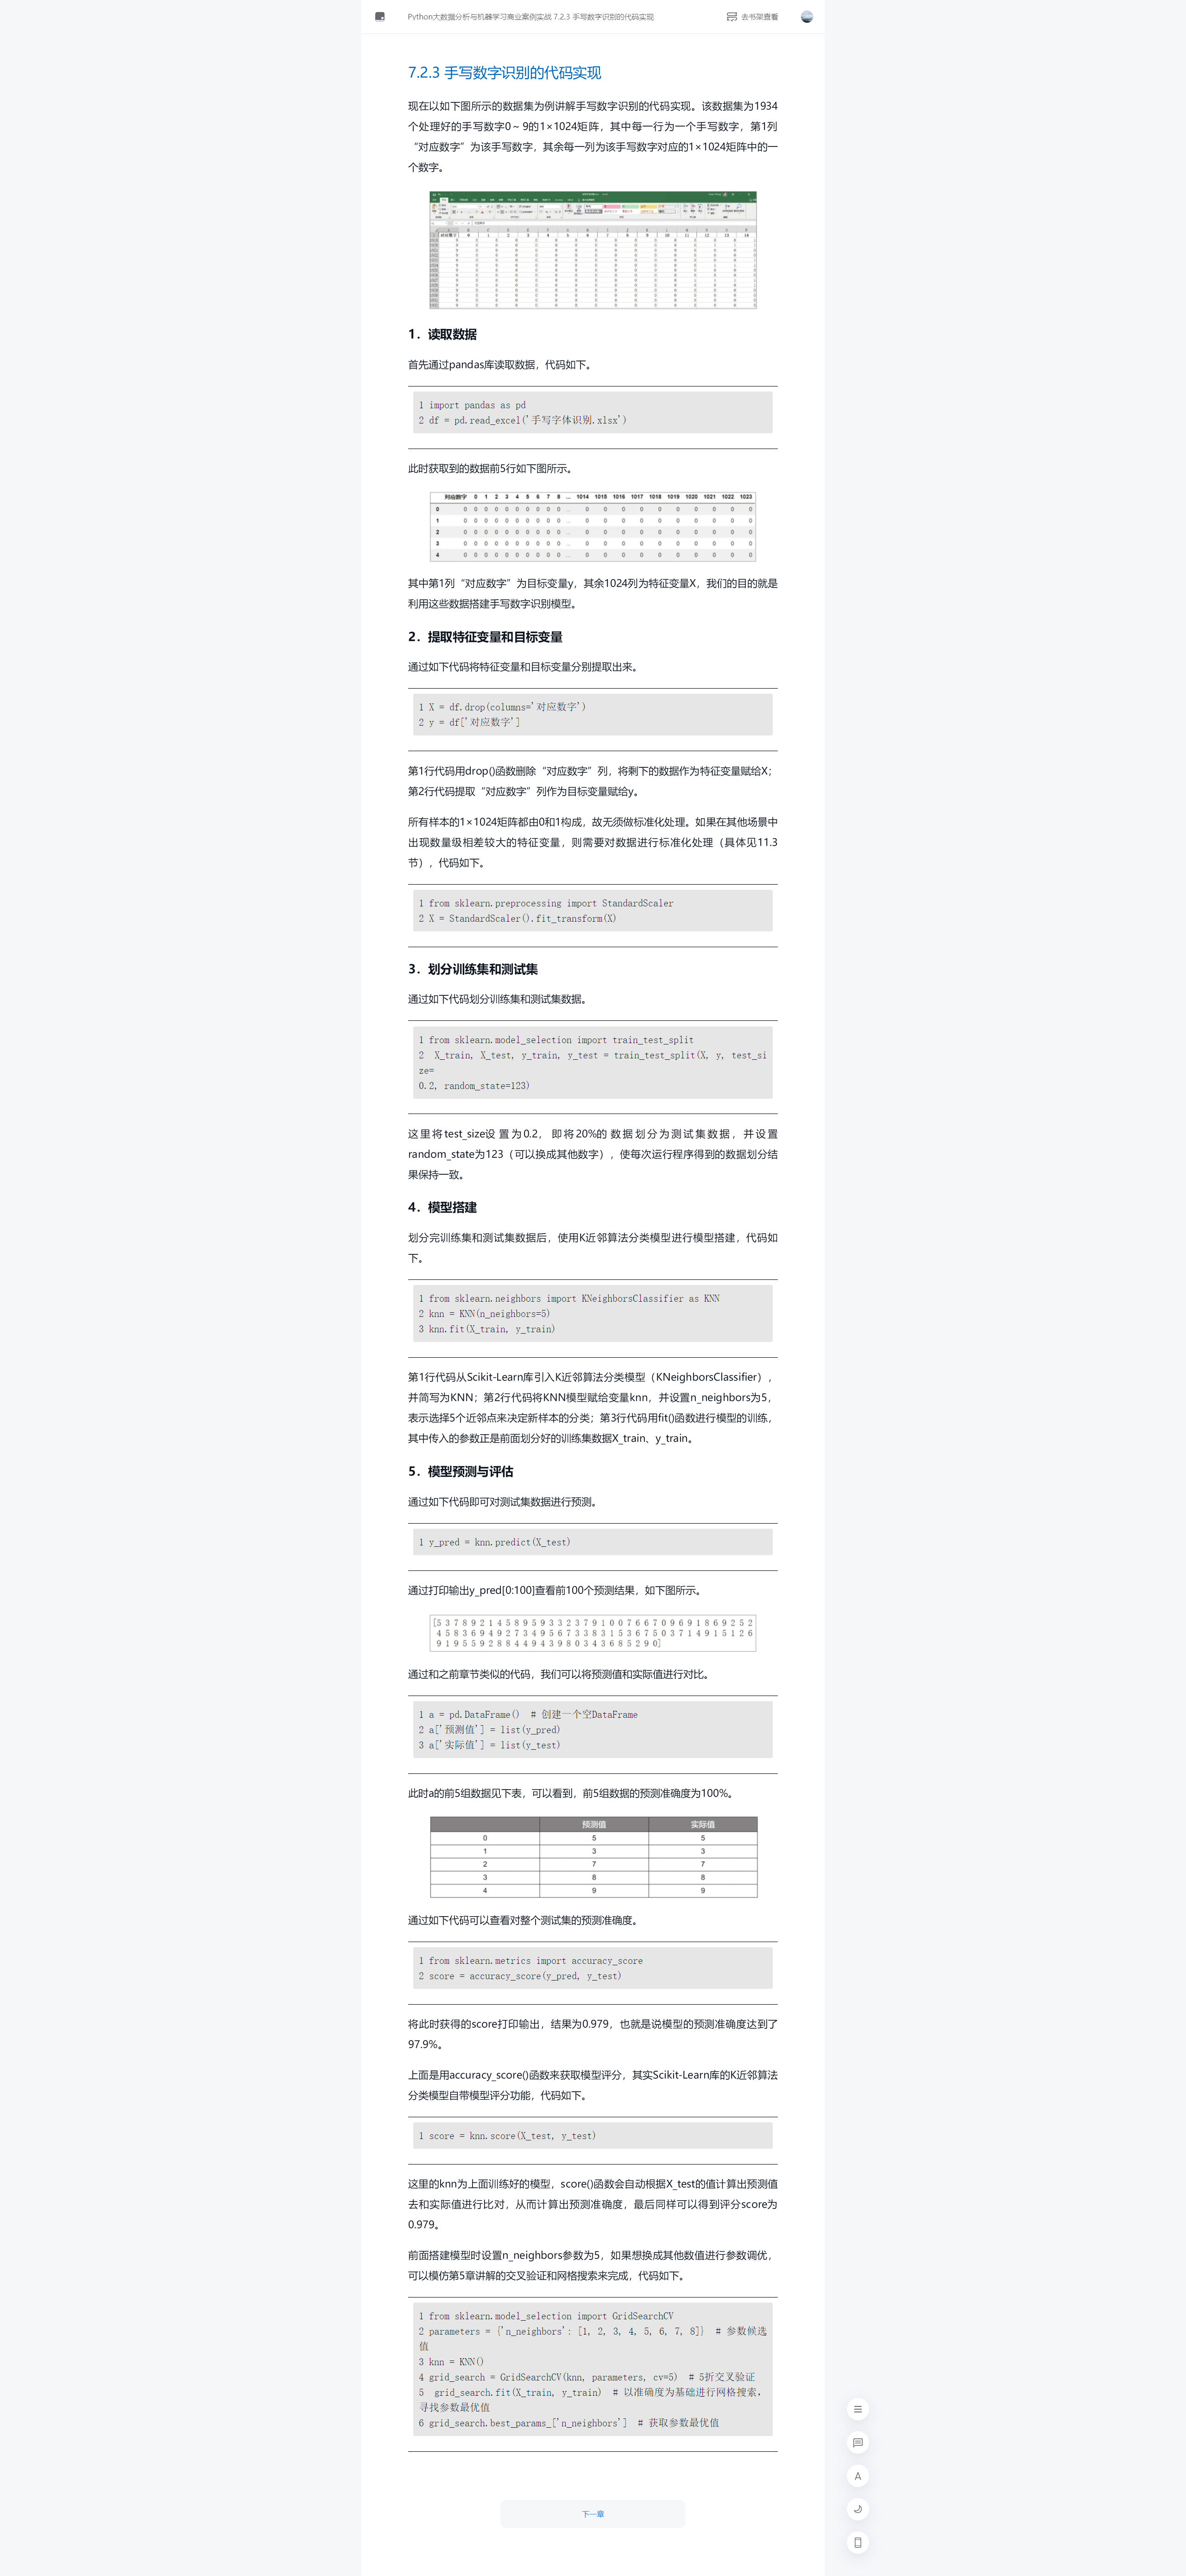 Python大数据分析与机器学习商业案例实战 7.2.3 手写数字识别的代码实现
去书架查看
7.2.3 手写数字识别的代码实现
现在以如下图所示的数据集为例讲解手写数字识别的代码实现。该数据集为1934
个处理好的手写数字0～9的1×1024矩阵，其中每一行为一个手写数字，第1列
“对应数字”为该手写数字，其余每一列为该手写数字对应的1×1024矩阵中的一
个数字。
1．读取数据
首先通过pandas库读取数据，代码如下。
1 import pandas as pd
2 df = pd.read_excel('手写字体识别.xlsx')
此时获取到的数据前5行如下图所示。
对应数字 0 1 2 3 4 5 6 7 8 ... 1014 1015 1016 1017 1018 1019 1020 1021 1022 1023
0 0 0 0 0 0 0 0 0 0 0 ... 0 0 0 0 0 0 0 0 0 0
1 0 0 0 0 0 0 0 0 0 0 ... 0 0 0 0 0 0 0 0 0 0
2 0 0 0 0 0 0 0 0 0 0 ... 0 0 0 0 0 0 0 0 0 0
3 0 0 0 0 0 0 0 0 0 0 ... 0 0 0 0 0 0 0 0 0 0
4 0 0 0 0 0 0 0 0 0 0 ... 0 0 0 0 0 0 0 0 0 0
其中第1列“对应数字”为目标变量y，其余1024列为特征变量X，我们的目的就是
利用这些数据搭建手写数字识别模型。
2．提取特征变量和目标变量
通过如下代码将特征变量和目标变量分别提取出来。
1 X = df.drop(columns='对应数字')
2 y = df['对应数字']
第1行代码用drop()函数删除“对应数字”列，将剩下的数据作为特征变量赋给X；
第2行代码提取“对应数字”列作为目标变量赋给y。
所有样本的1×1024矩阵都由0和1构成，故无须做标准化处理。如果在其他场景中
出现数量级相差较大的特征变量，则需要对数据进行标准化处理（具体见11.3
节），代码如下。
1 from sklearn.preprocessing import StandardScaler
2 X = StandardScaler().fit_transform(X)
3．划分训练集和测试集
通过如下代码划分训练集和测试集数据。
1 from sklearn.model_selection import train_test_split
2  X_train, X_test, y_train, y_test = train_test_split(X, y, test_si
ze=
0.2, random_state=123)
这里将test_size设置为0.2，即将20%的数据划分为测试集数据，并设置
random_state为123（可以换成其他数字），使每次运行程序得到的数据划分结
果保持一致。
4．模型搭建
划分完训练集和测试集数据后，使用K近邻算法分类模型进行模型搭建，代码如
下。
1 from sklearn.neighbors import KNeighborsClassifier as KNN
2 knn = KNN(n_neighbors=5)
3 knn.fit(X_train, y_train)
第1行代码从Scikit-Learn库引入K近邻算法分类模型（KNeighborsClassifier），
并简写为KNN；第2行代码将KNN模型赋给变量knn，并设置n_neighbors为5，
表示选择5个近邻点来决定新样本的分类；第3行代码用fit()函数进行模型的训练，
其中传入的参数正是前面划分好的训练集数据X_train、y_train。
5．模型预测与评估
通过如下代码即可对测试集数据进行预测。
1 y_pred = knn.predict(X_test)
通过打印输出y_pred[0:100]查看前100个预测结果，如下图所示。
[5 3 7 8 9 2 1 4 5 8 9 5 9 3 3 2 3 7 9 1 0 0 7 6 6 7 0 9 6 9 1 8 6 9 2 5 2
4 5 8 3 6 9 4 9 2 7 3 4 9 5 6 7 3 3 8 3 1 5 3 6 7 5 0 3 7 1 4 9 1 5 1 2 6
9 1 9 5 5 9 2 8 8 4 4 9 4 3 9 8 0 3 4 3 6 8 5 2 9 0]
通过和之前章节类似的代码，我们可以将预测值和实际值进行对比。
1 a = pd.DataFrame()  # 创建一个空DataFrame
2 a['预测值'] = list(y_pred)
3 a['实际值'] = list(y_test)
此时a的前5组数据见下表，可以看到，前5组数据的预测准确度为100%。
预测值 实际值
0 5 5
1 3 3
2 7 7
3 8 8
4 9 9
通过如下代码可以查看对整个测试集的预测准确度。
1 from sklearn.metrics import accuracy_score
2 score = accuracy_score(y_pred, y_test)
将此时获得的score打印输出，结果为0.979，也就是说模型的预测准确度达到了
97.9%。
上面是用accuracy_score()函数来获取模型评分，其实Scikit-Learn库的K近邻算法
分类模型自带模型评分功能，代码如下。
1 score = knn.score(X_test, y_test)
这里的knn为上面训练好的模型，score()函数会自动根据X_test的值计算出预测值
去和实际值进行比对，从而计算出预测准确度，最后同样可以得到评分score为
0.979。
前面搭建模型时设置n_neighbors参数为5，如果想换成其他数值进行参数调优，
可以模仿第5章讲解的交叉验证和网格搜索来完成，代码如下。
1 from sklearn.model_selection import GridSearchCV
2 parameters = {'n_neighbors': [1, 2, 3, 4, 5, 6, 7, 8]}  # 参数候选
值
3 knn = KNN()
4 grid_search = GridSearchCV(knn, parameters, cv=5)  # 5折交叉验证
5  grid_search.fit(X_train, y_train)  # 以准确度为基础进行网格搜索，
寻找参数最优值
6 grid_search.best_params_['n_neighbors']  # 获取参数最优值
A
下一章